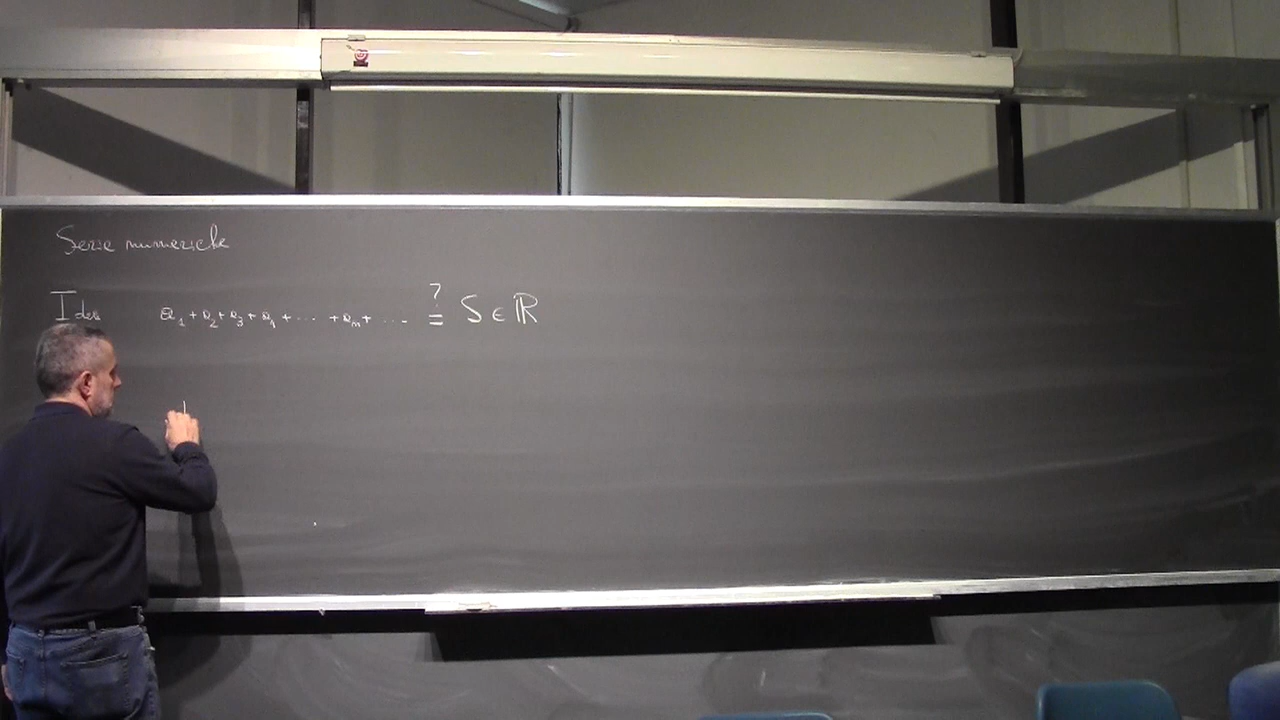 Serie numeriche
Idea a₁ + a₂ + a₃ + a₄ + ... + aₙ + ... ?= S ∈ ℝ